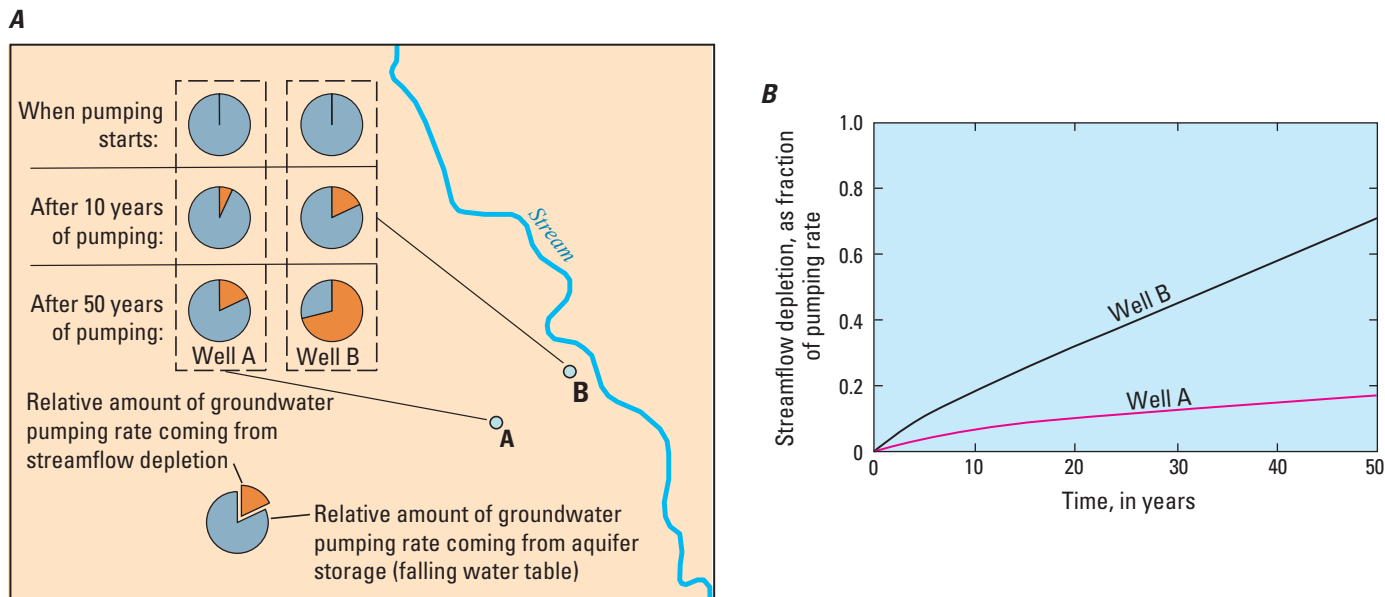 A
When pumping
starts:
After 10 years
of pumping:
After 50 years
of pumping:
Well A
Well B
Stream
B
A
Relative amount of groundwater
pumping rate coming from
streamflow depletion
Relative amount of groundwater
pumping rate coming from aquifer
storage (falling water table)
B
Streamflow depletion, as fraction
of pumping rate
1.0
0.8
0.6
0.4
0.2
0
Well B
Well A
0
10
20
30
40
50
Time, in years